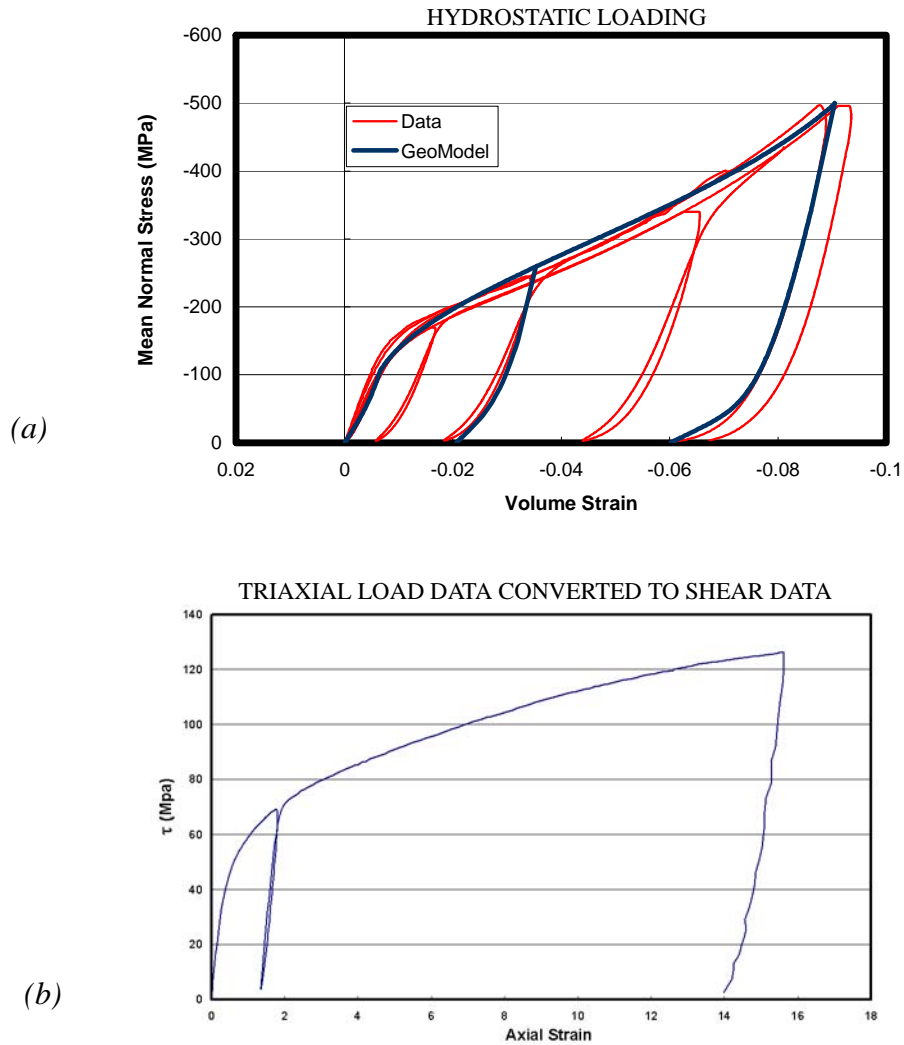 HYDROSTATIC LOADING
-600
-500
-400
-300
-200
-100
0
Mean Normal Stress (MPa)
Data
GeoModel
0.02 0 -0.02 -0.04 -0.06 -0.08 -0.1
Volume Strain
(a)
TRIAXIAL LOAD DATA CONVERTED TO SHEAR DATA
140
120
100
80
60
40
20
0
τ (Mpa)
0 2 4 6 8 10 12 14 16 18
Axial Strain
(b)